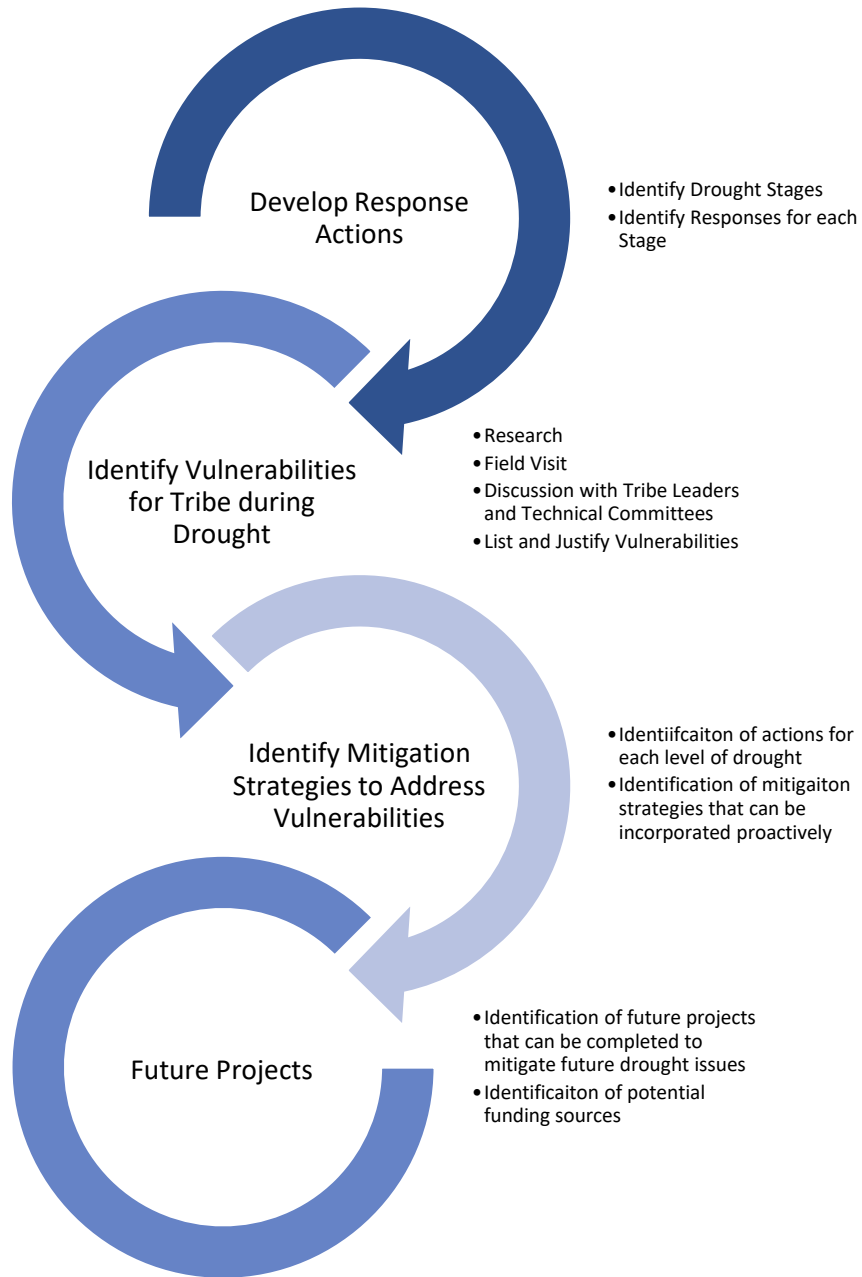 Develop Response
Actions
•Identify Drought Stages
•Identify Responses for each
Stage
Identify Vulnerabilities
for Tribe during
Drought
•Research
•Field Visit
•Discussion with Tribe Leaders
and Technical Committees
•List and Justify Vulnerabilities
Identify Mitigation
Strategies to Address
Vulnerabilities
•Identiifcaiton of actions for
each level of drought
•Identification of mitigaiton
strategies that can be
incorporated proactively
Future Projects
•Identification of future projects
that can be completed to
mitigate future drought issues
•Identificaiton of potential
funding sources